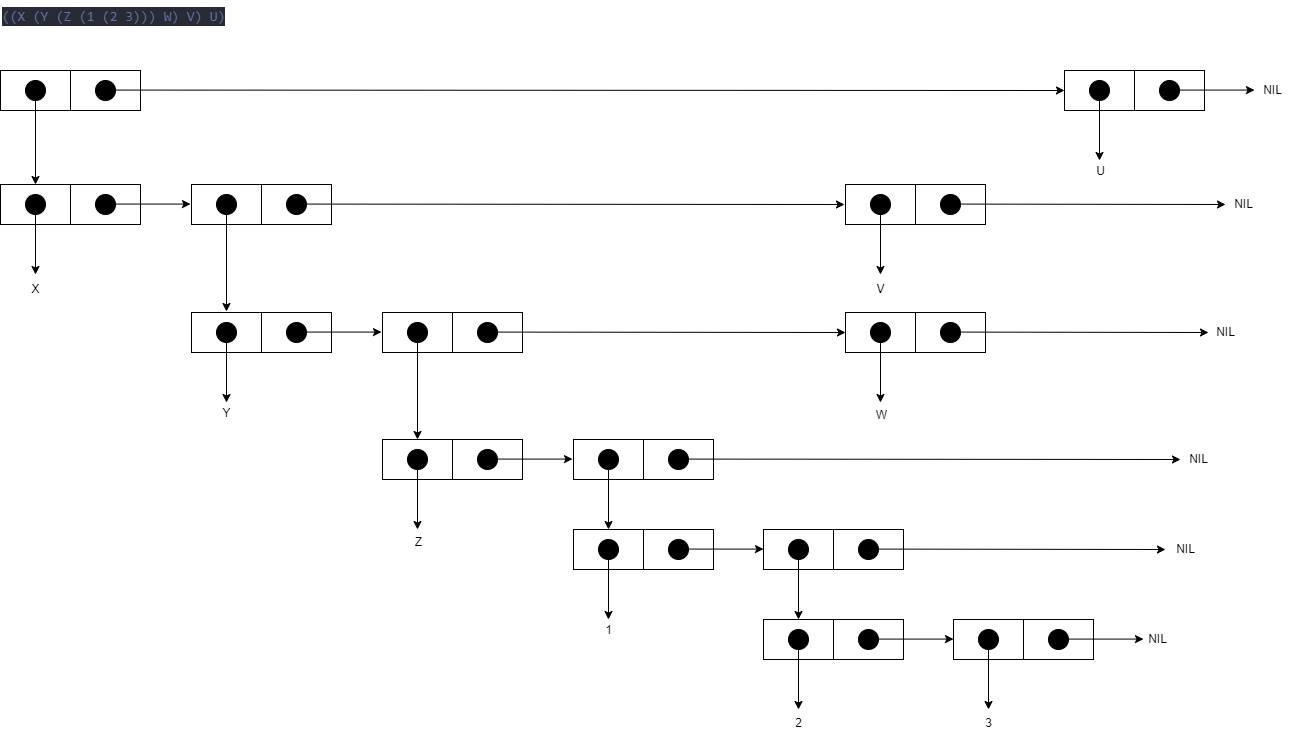 ((X (Y (Z (1 (2 3))) W) V) U)
NIL
U
NIL
X
V
NIL
Y
W
NIL
Z
NIL
1
NIL
2
3